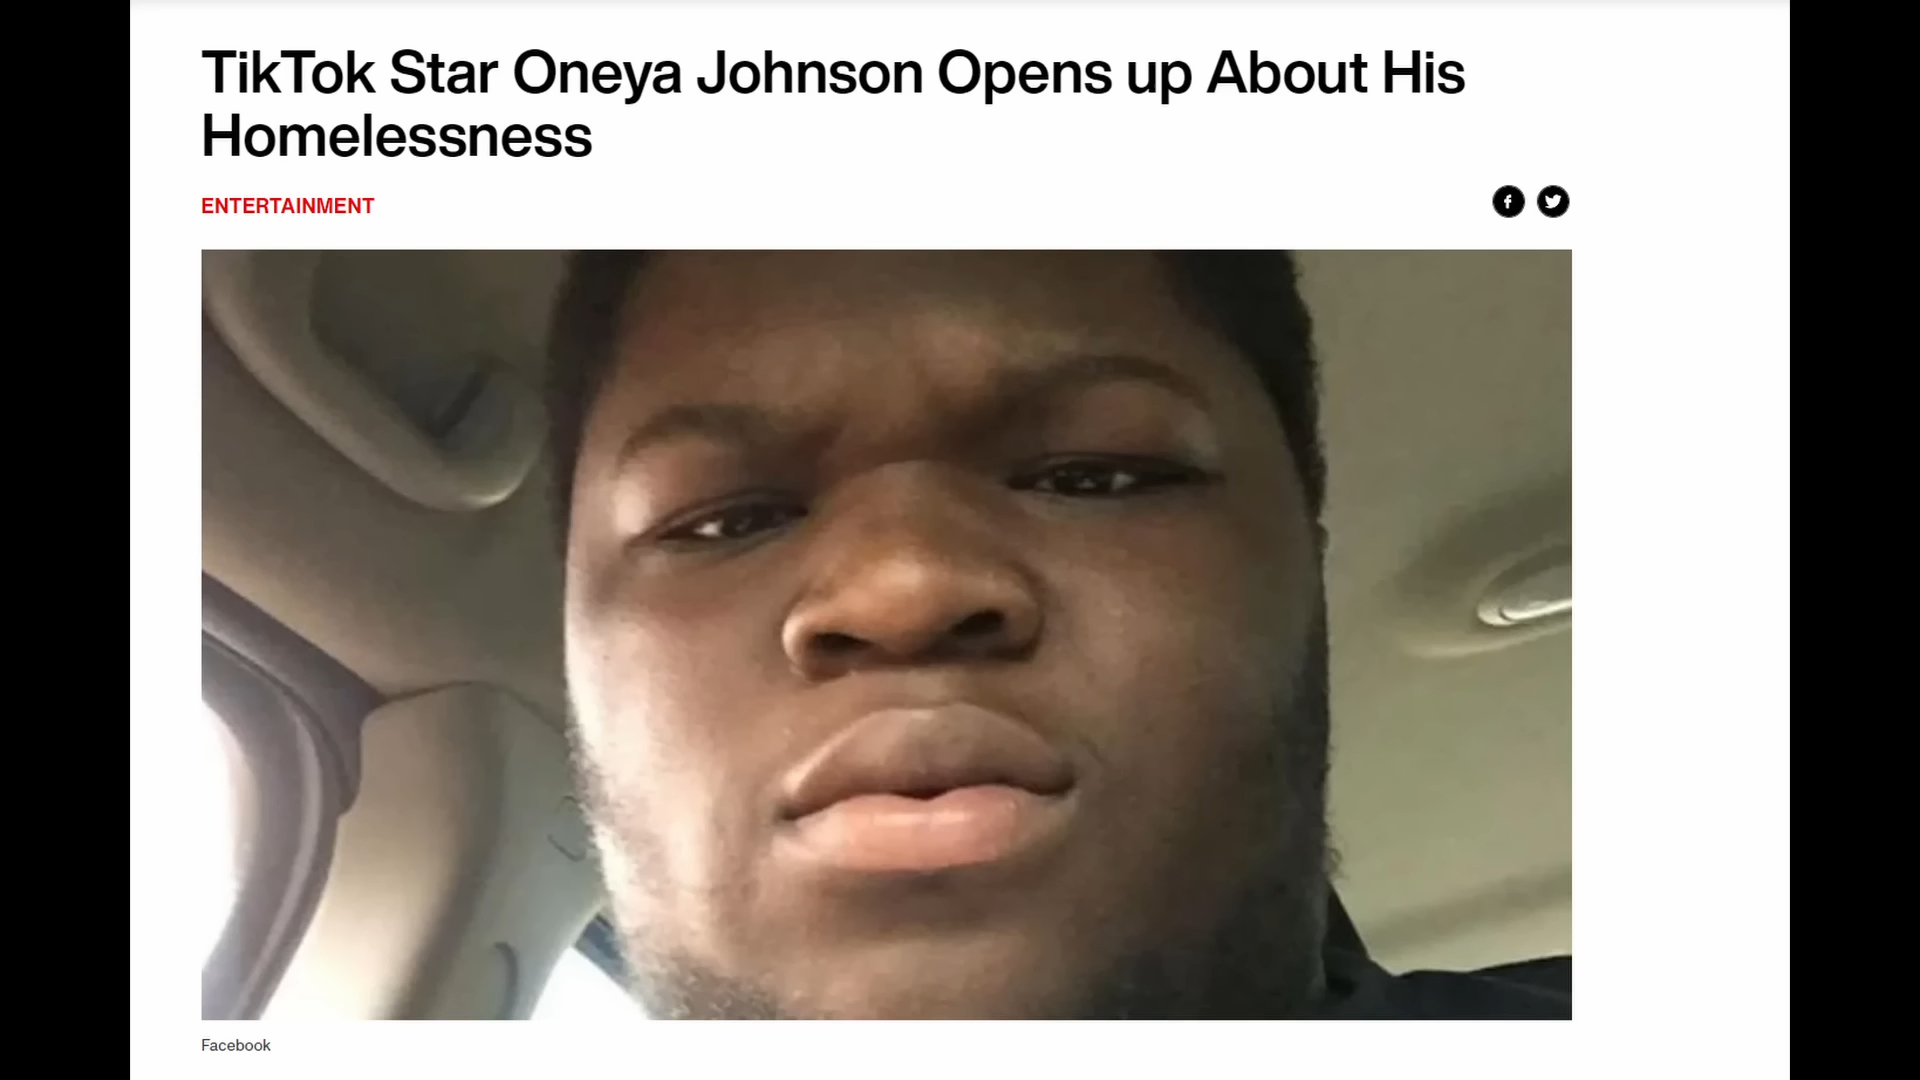 TikTok Star Oneya Johnson Opens up About His
Homelessness
ENTERTAINMENT
Facebook